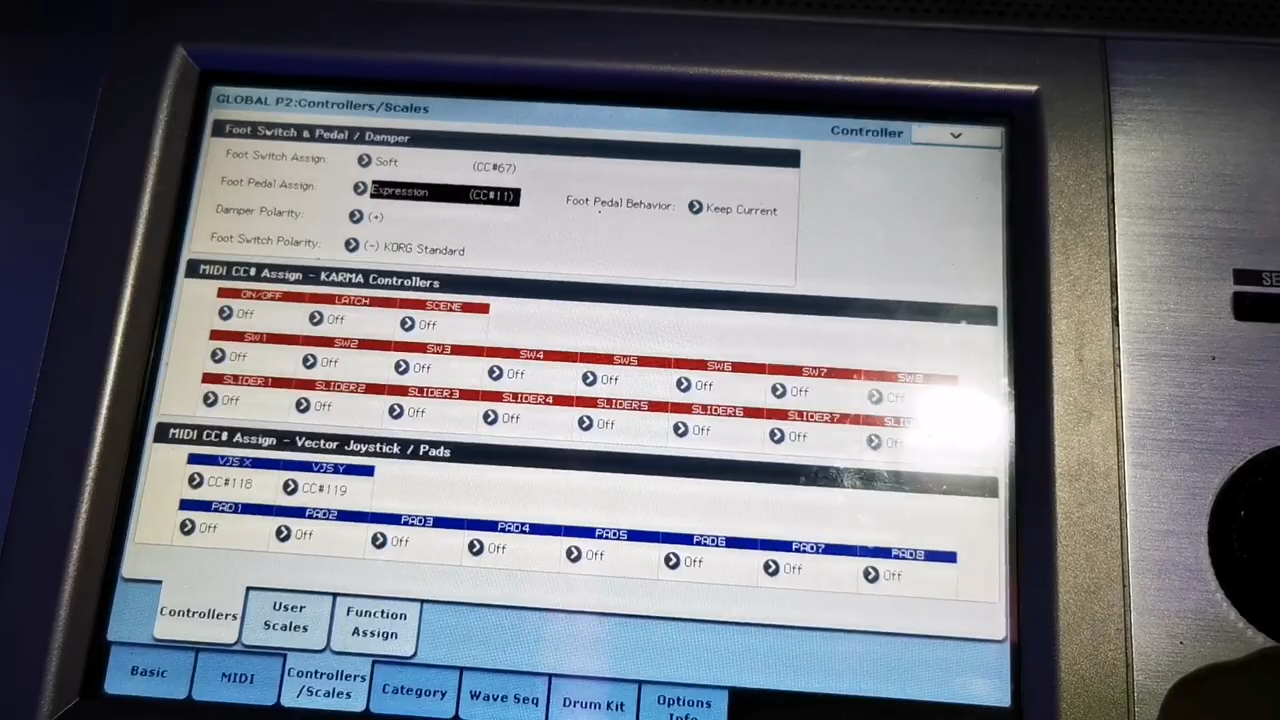 GLOBAL P2:Controllers/Scales
Controller
Foot Switch & Pedal / Damper
Foot Switch Assign: Soft (CC#67)
Foot Pedal Assign: Expression (CC#11) Foot Pedal Behavior: Keep Current
Damper Polarity: (+)
Foot Switch Polarity: (-) KORG Standard
MIDI CC# Assign - KARMA Controllers
ON/OFF LATCH SCENE
Off Off Off
SW1 SW2 SW3 SW4 SW5 SW6 SW7 SW8
Off Off Off Off Off Off Off Off
SLIDER1 SLIDER2 SLIDER3 SLIDER4 SLIDER5 SLIDER6 SLIDER7
Off Off Off Off Off Off Off Off
MIDI CC# Assign - Vector Joystick / Pads
VJS X VJS Y
CC#118 CC#119
PAD1 PAD2 PAD3 PAD4 PAD5 PAD6 PAD7 PAD8
Off Off Off Off Off Off Off Off
Controllers User Scales Function Assign
Basic MIDI Controllers /Scales Category Wave Seq Drum Kit Options Info
SE